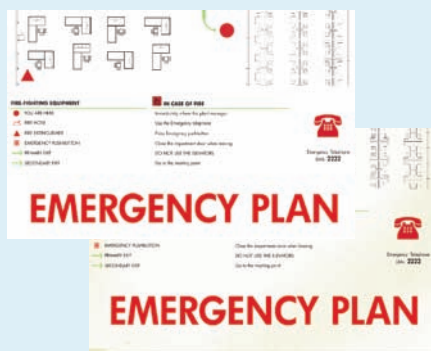 FIRE-FIGHTING EQUIPMENT
IN CASE OF FIRE
YOU ARE HERE
Immediately inform the plant manager
FIRE HOSE
Use the Emergency telephone
FIRE EXTINGUISHER
Press Emergency pushbutton
EMERGENCY PUSHBUTTON
Close the impartment door when leaving
PRIMARY EXIT
DO NOT USE THE ELEVATORS
SECONDARY EXIT
Go to the meeting point
Emergency Telephone
2222
EMERGENCY PLAN
EMERGENCY PUSHBUTTON
Close the impartment door when leaving
PRIMARY EXIT
DO NOT USE THE ELEVATORS
SECONDARY EXIT
Go to the meeting point
Emergency Telephone
2222
EMERGENCY PLAN